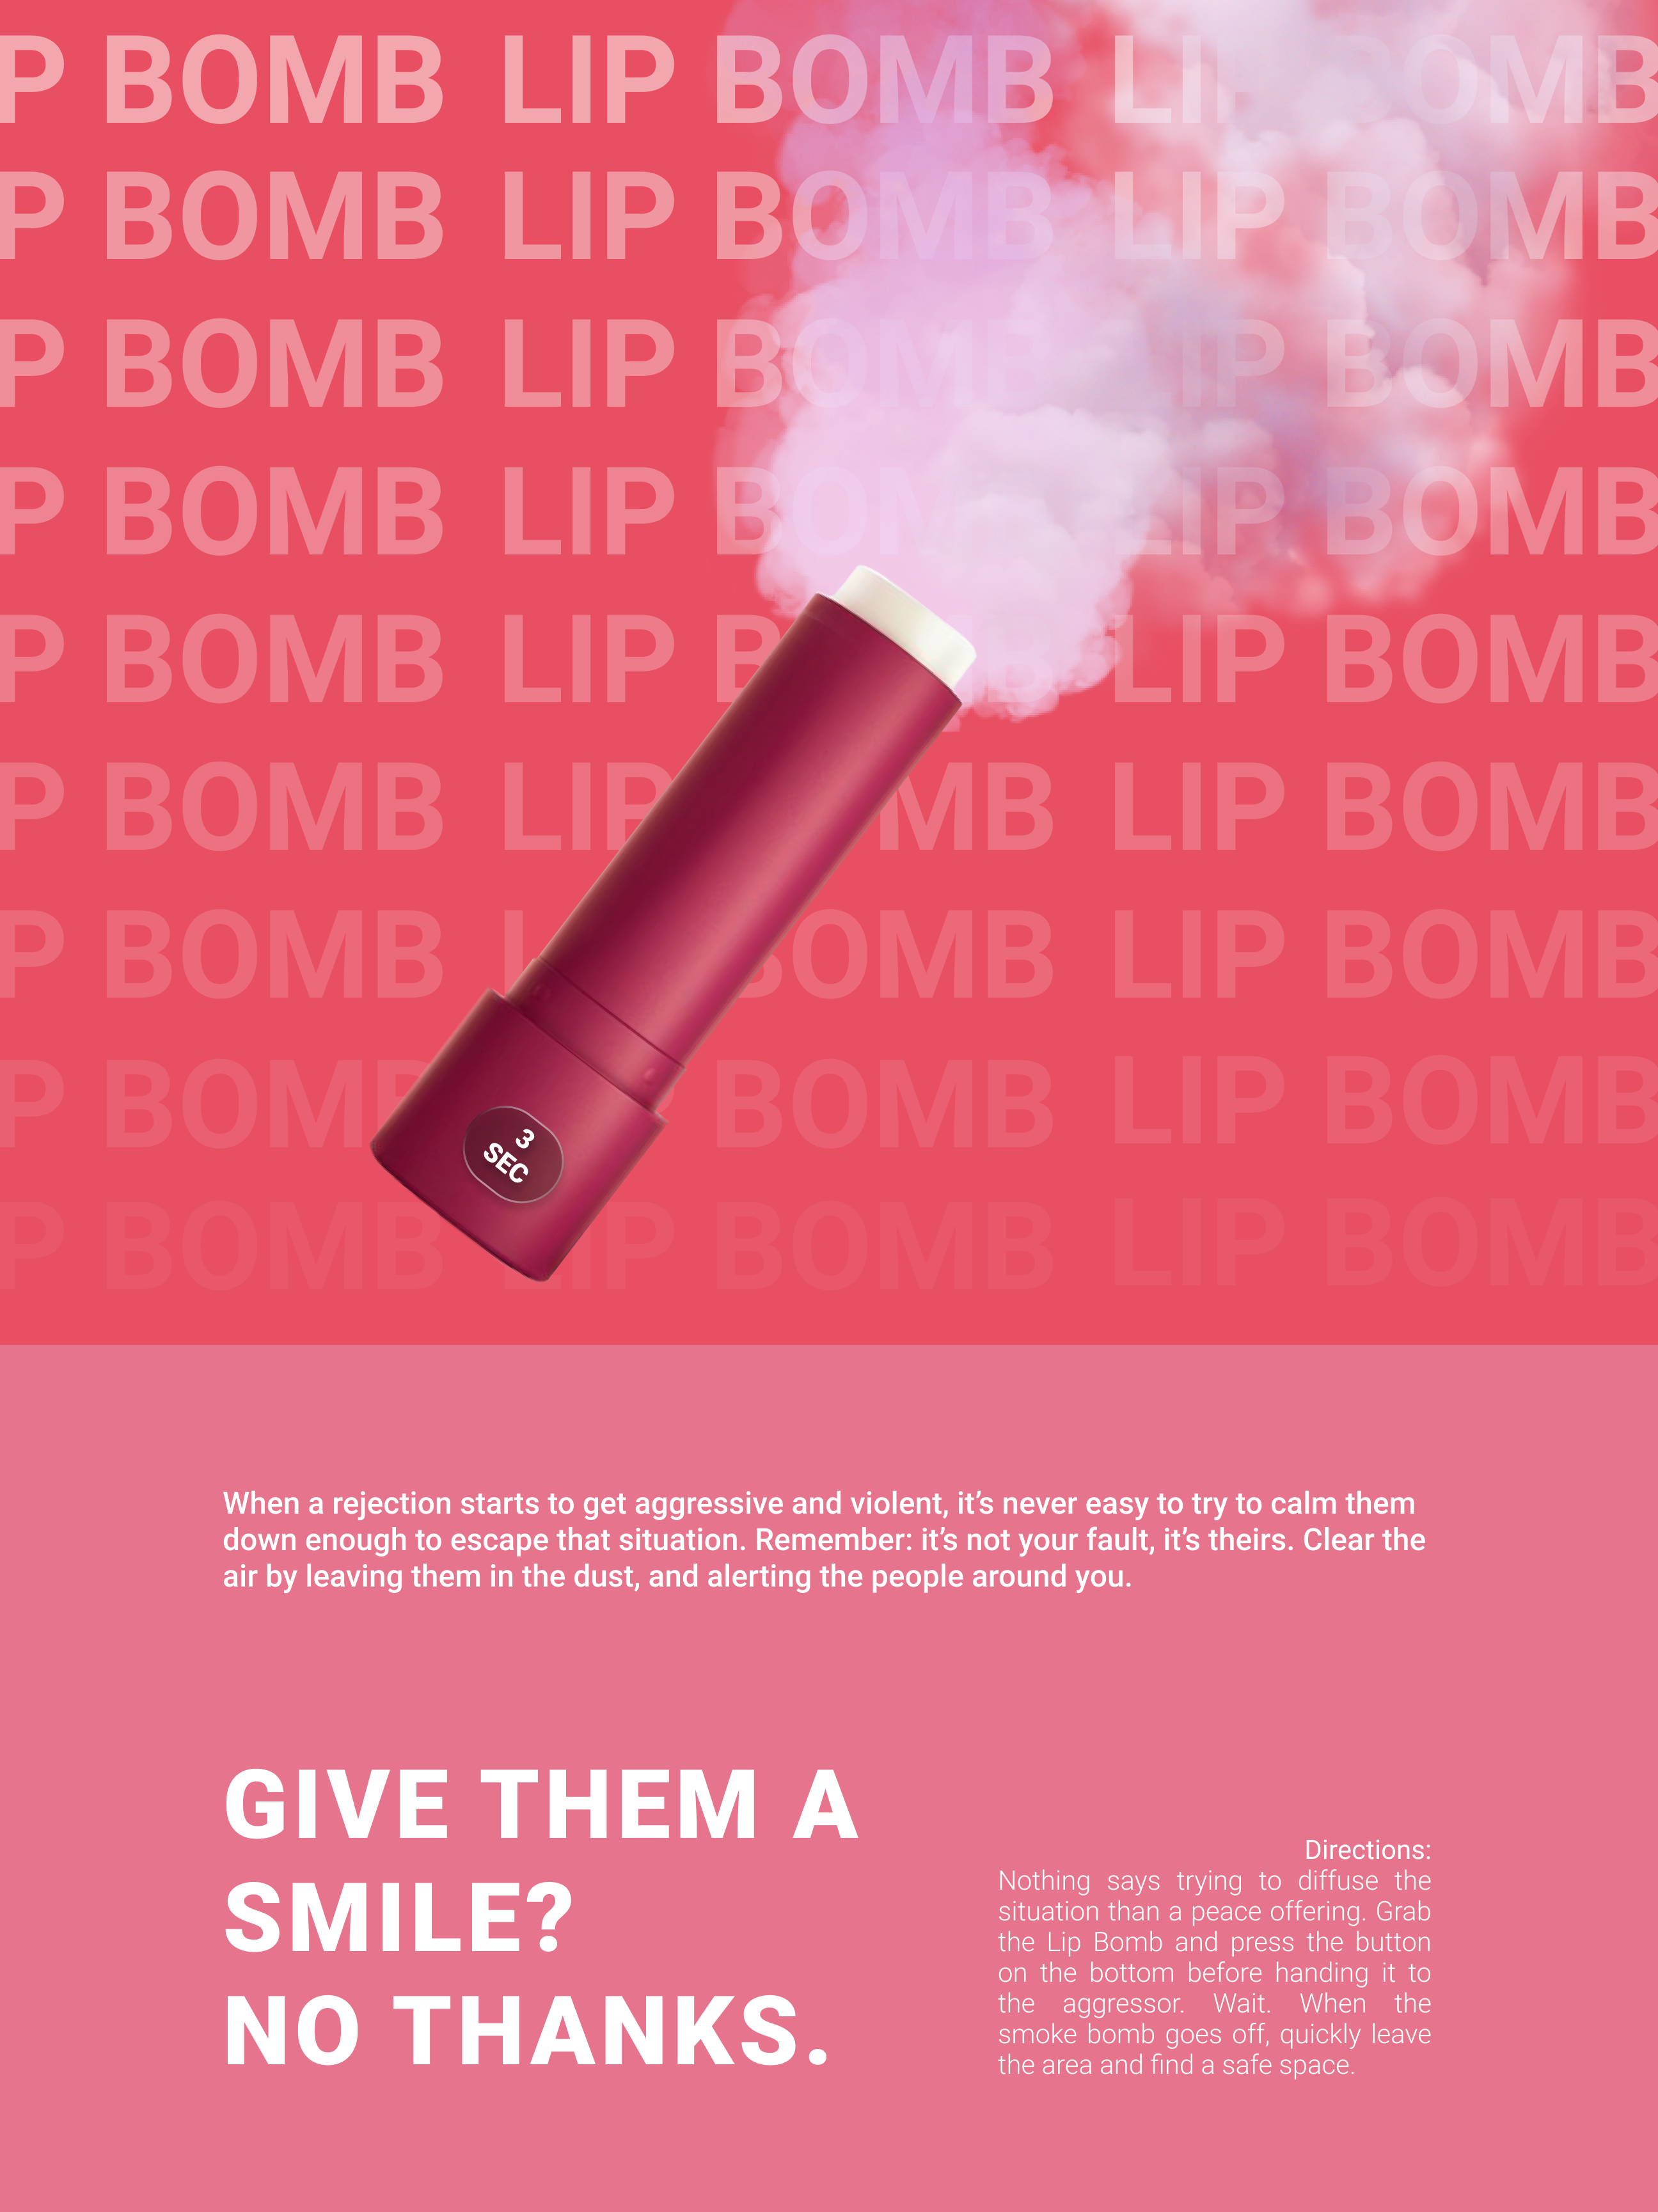 P BOMB LIP BOMB LIP BOMB
P BOMB LIP BOMB LIP BOMB
P BOMB LIP BOMB LIP BOMB
P BOMB LIP BOMB LIP BOMB
P BOMB LIP B MB LIP BOMB
P BOMB LIP MB LIP BOMB
P BOMB L BOMB LIP BOMB
P BOMB BOMB LIP BOMB
P BOMB LIP BOMB LIP BOMB
3
SEC
When a rejection starts to get aggressive and violent, it’s never easy to try to calm them
down enough to escape that situation. Remember: it’s not your fault, it’s theirs. Clear the
air by leaving them in the dust, and alerting the people around you.
GIVE THEM A
SMILE?
NO THANKS.
Directions:
Nothing says trying to diffuse the
situation than a peace offering. Grab
the Lip Bomb and press the button
on the bottom before handing it to
the aggressor. Wait. When the
smoke bomb goes off, quickly leave
the area and find a safe space.